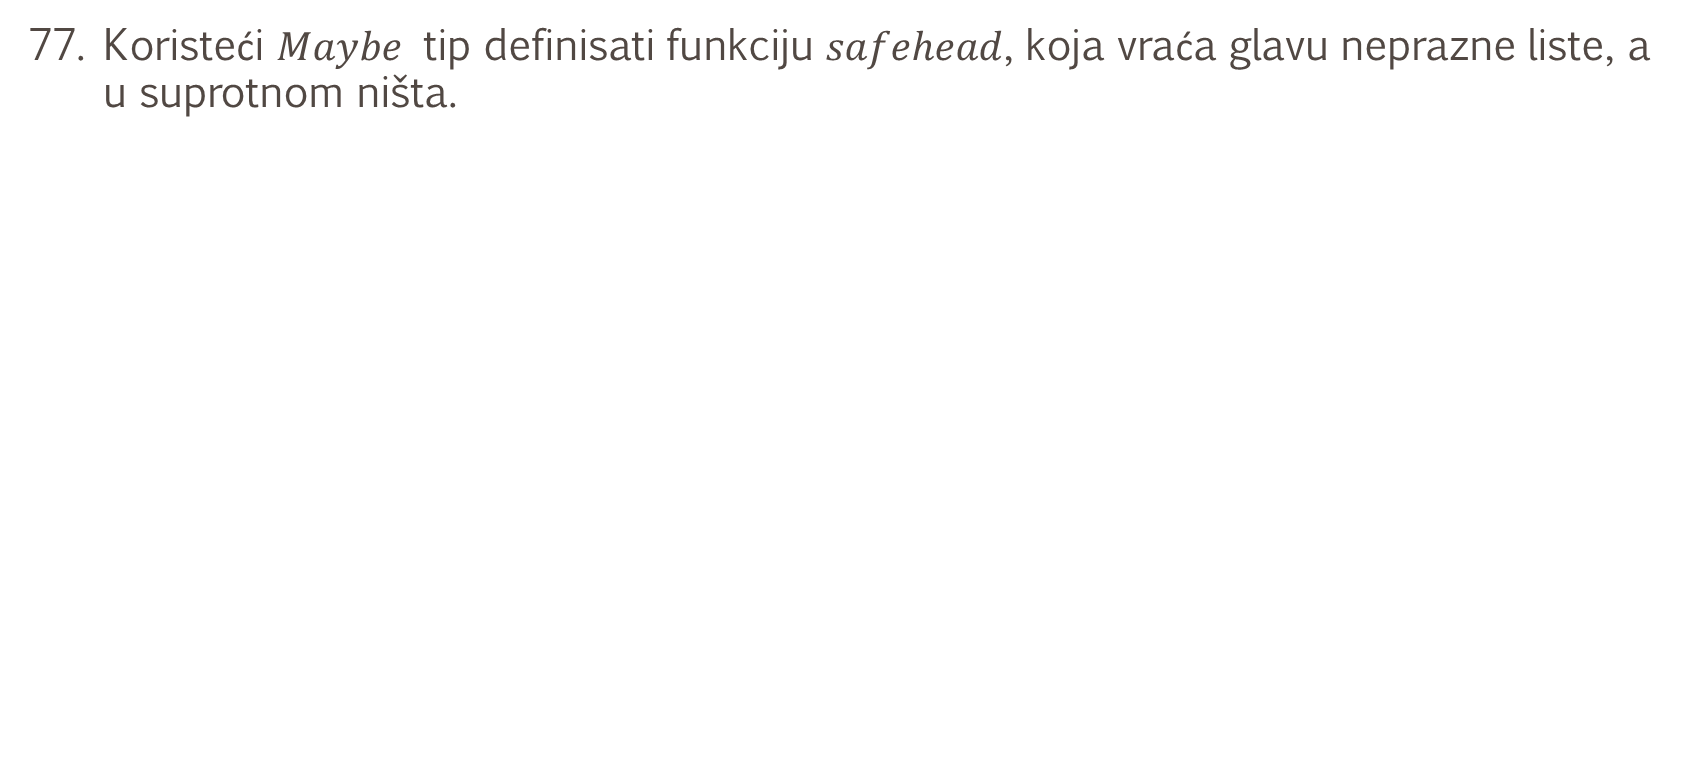 77. Koristeći Maybe tip definisati funkciju safehead, koja vraća glavu neprazne liste, a
u suprotnom ništa.